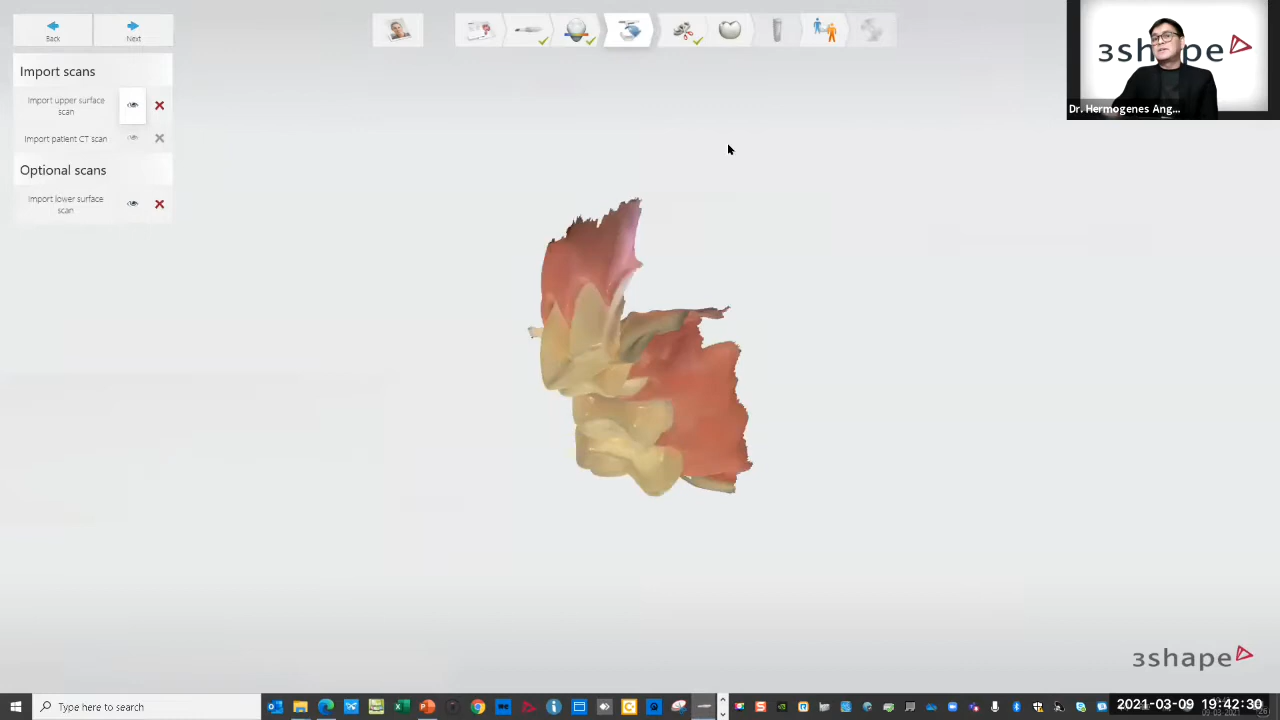 Back
Next
Import scans
Import upper surface
scan
Import patient CT scan
Optional scans
Import lower surface
scan
3shape
Dr. Hermogenes Ang...
3shape
Type here to search
2021-03-09 19:42:30